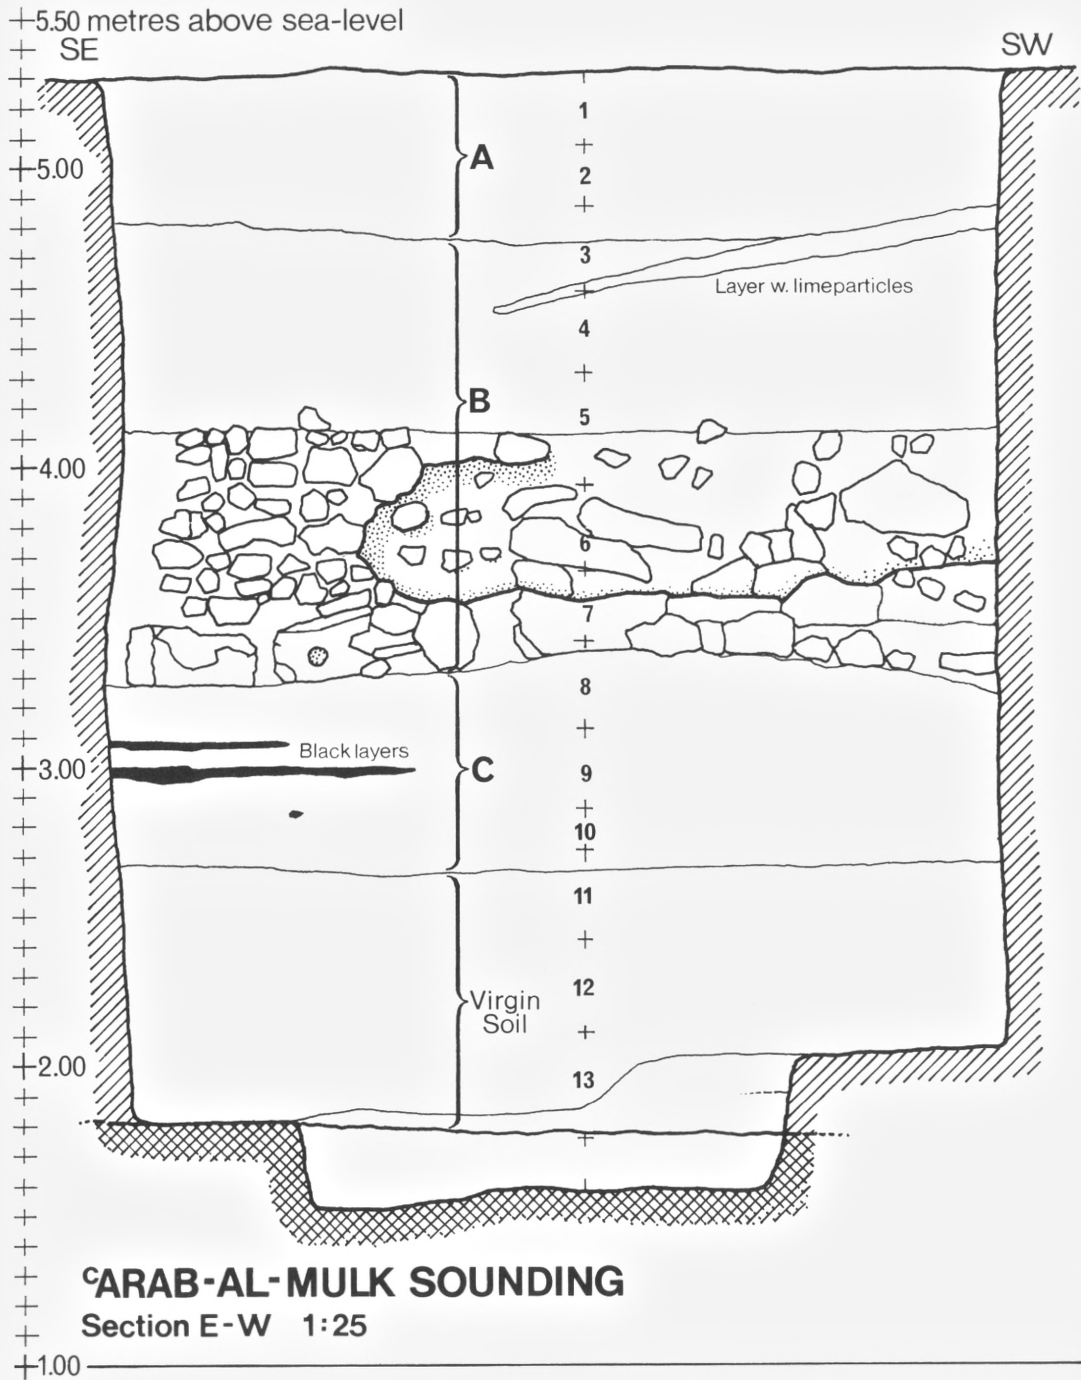 5.50 metres above sea-level
SE
SW
1
A
5.00
2
3
Layer w. limeparticles
4
B
5
4.00
6
7
8
Black layers
3.00
C
9
10
11
12
Virgin
Soil
2.00
13
ᶜARAB-AL-MULK SOUNDING
Section E-W 1:25
1.00